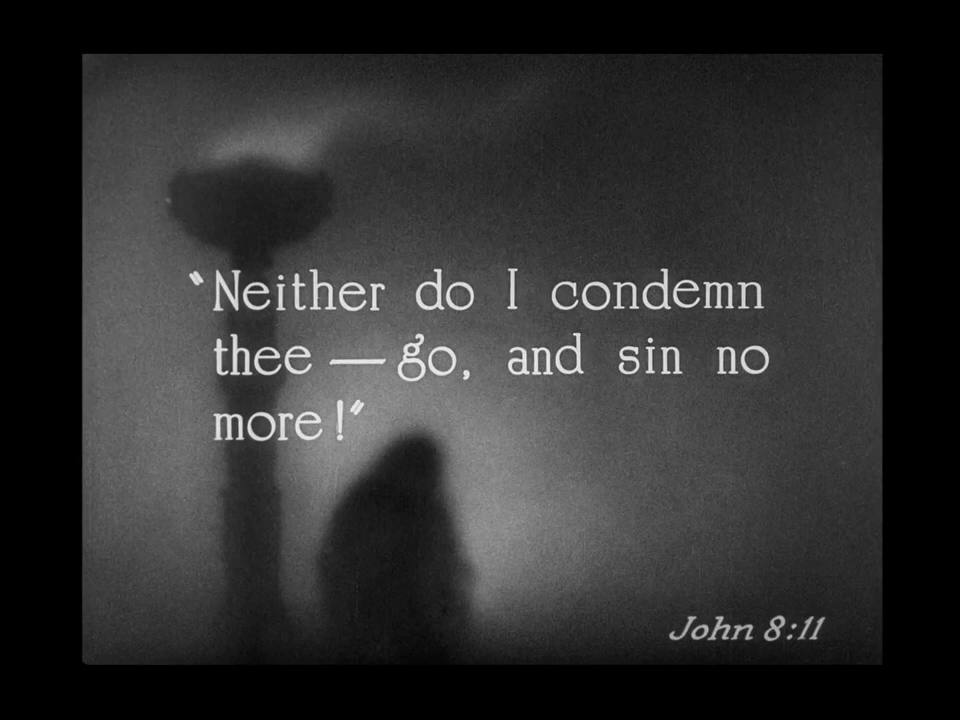 "Neither do I condemn
thee — go, and sin no
more!"
John 8:11